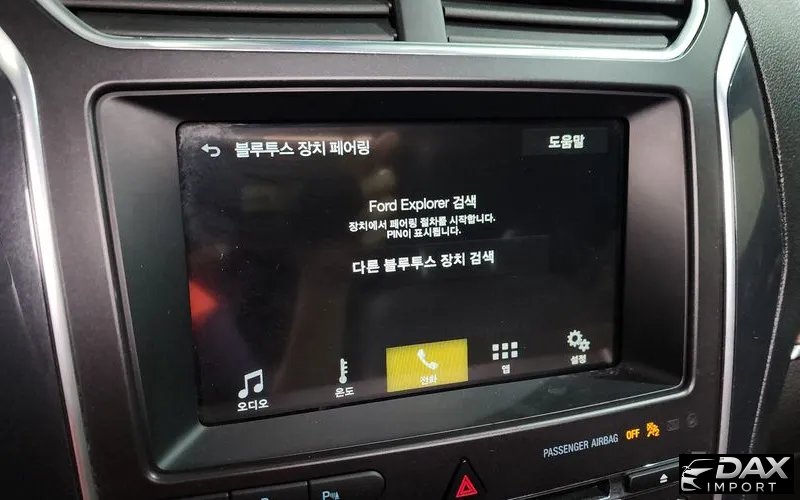 블루투스 장치 페어링
도움말
Ford Explorer 검색
장치에서 페어링 절차를 시작합니다.
PIN이 표시됩니다.
다른 블루투스 장치 검색
오디오
온도
전화
앱
설정
PASSENGER AIRBAG OFF
DAX
IMPORT